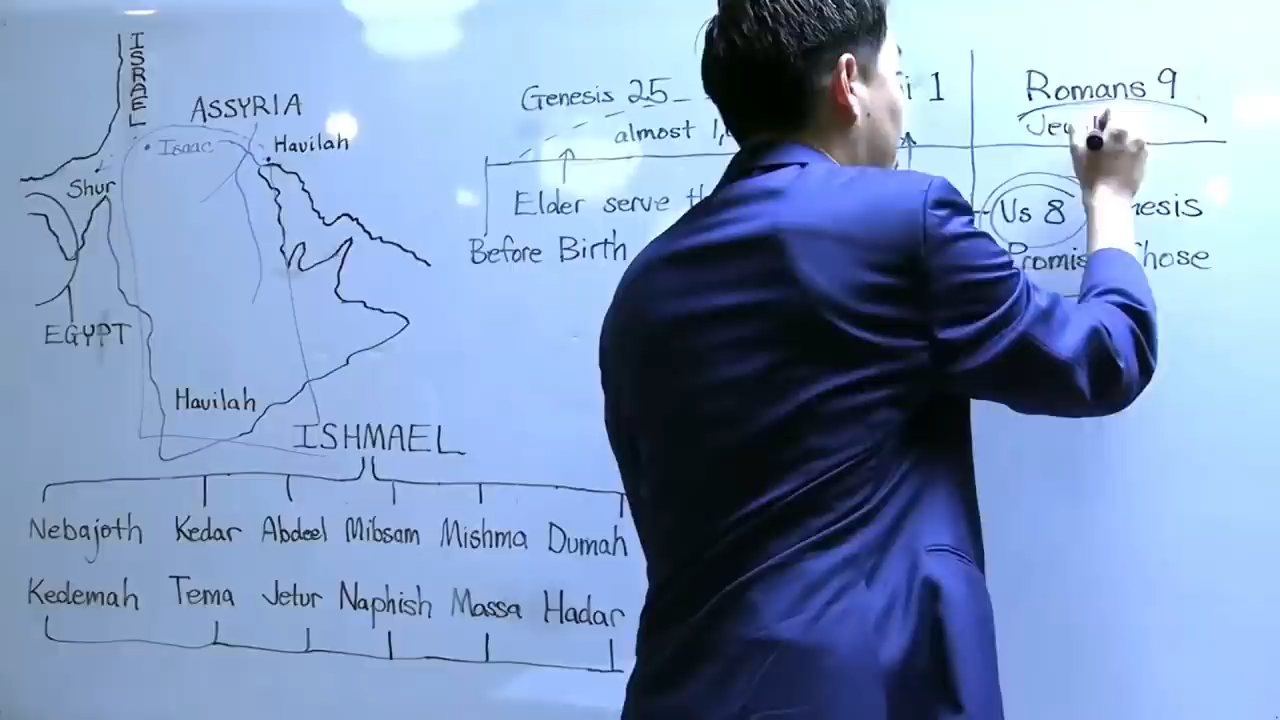 ISRAEL
ASSYRIA
Isaac
Havilah
Shur
EGYPT
Havilah
ISHMAEL
Nebajoth Kedar Abdeel Mibsam Mishma Dumah
Kedemah Tema Jetur Naphish Massa Hadar
Genesis 25
almost
Elder serve
Before Birth
1
Romans 9
Vs 8